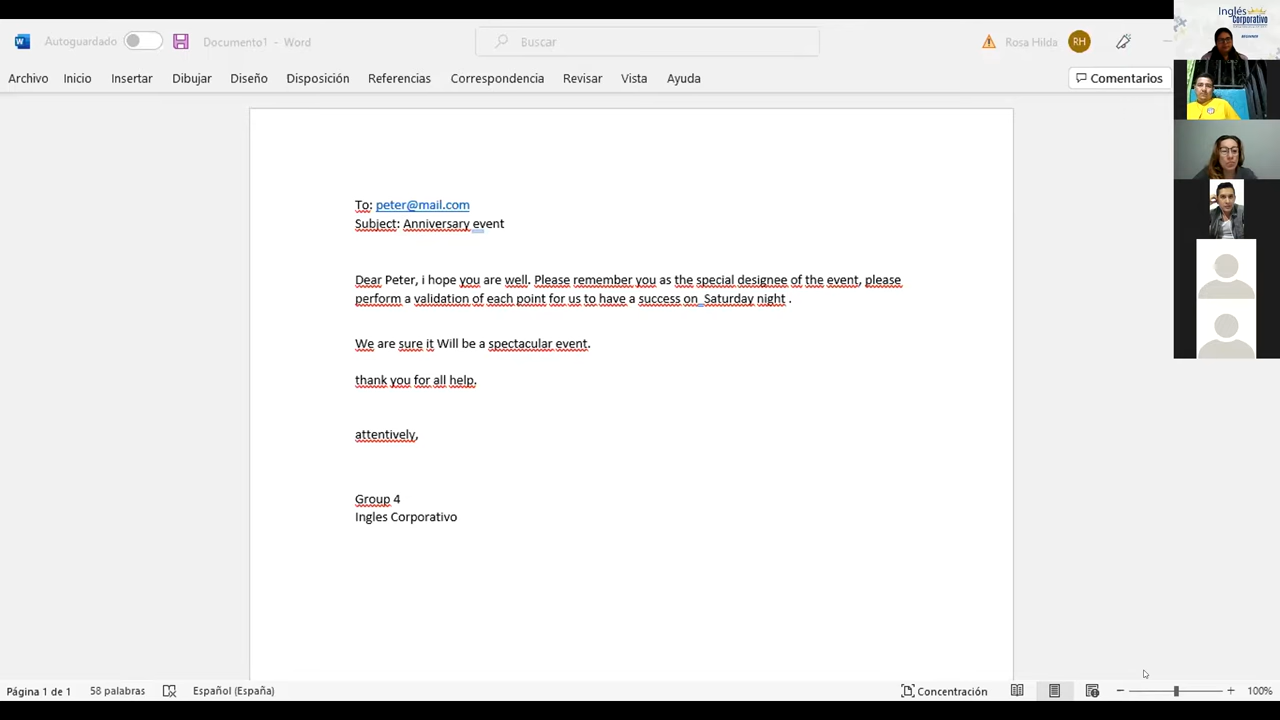 Inglés
Corporativo
BEGINNER
Autoguardado
Documento1 - Word
Buscar
Rosa Hilda
RH
Archivo Inicio Insertar Dibujar Diseño Disposición Referencias Correspondencia Revisar Vista Ayuda
Comentarios
To: peter@mail.com
Subject: Anniversary event
Dear Peter, i hope you are well. Please remember you as the special designee of the event, please
perform a validation of each point for us to have a success on Saturday night .
We are sure it Will be a spectacular event.
thank you for all help.
attentively,
Group 4
Ingles Corporativo
Página 1 de 1 58 palabras Español (España) Concentración 100%